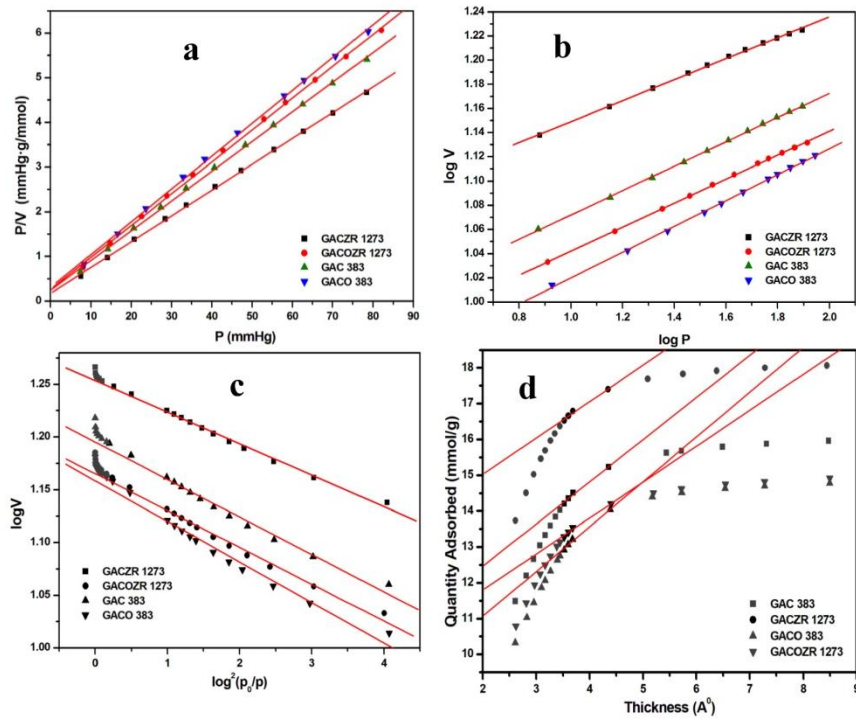 a
P/V (mmHg·g/mmol)
6
5
4
3
2
1
0
GACZR 1273
GACOZR 1273
GAC 383
GACO 383
0 10 20 30 40 50 60 70 80 90
P (mmHg)
b
log V
1.24
1.22
1.20
1.18
1.16
1.14
1.12
1.10
1.08
1.06
1.04
1.02
1.00
GACZR 1273
GACOZR 1273
GAC 383
GACO 383
0.8 1.0 1.2 1.4 1.6 1.8 2.0
log P
c
logV
1.25
1.20
1.15
1.10
1.05
1.00
GACZR 1273
GACOZR 1273
GAC 383
GACO 383
0 1 2 3 4
log²(p₀/p)
d
Quantity Adsorbed (mmol/g)
18
17
16
15
14
13
12
11
10
GAC 383
GACZR 1273
GACO 383
GACOZR 1273
2 3 4 5 6 7 8 9
Thickness (A⁰)